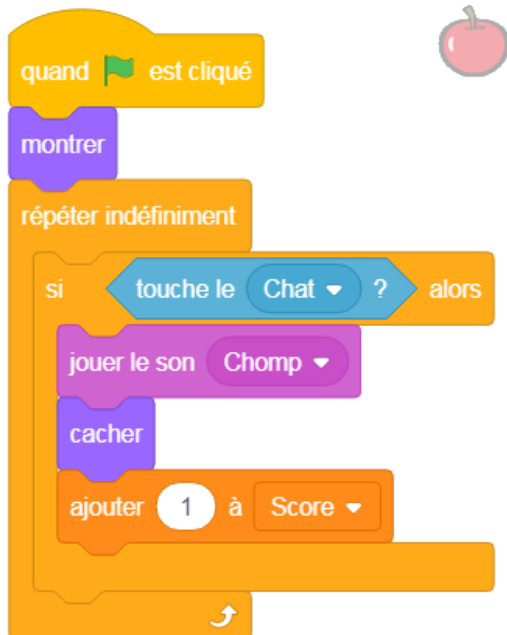 quand est cliqué
montrer
répéter indéfiniment
si touche le Chat ? alors
jouer le son Chomp
cacher
ajouter 1 à Score